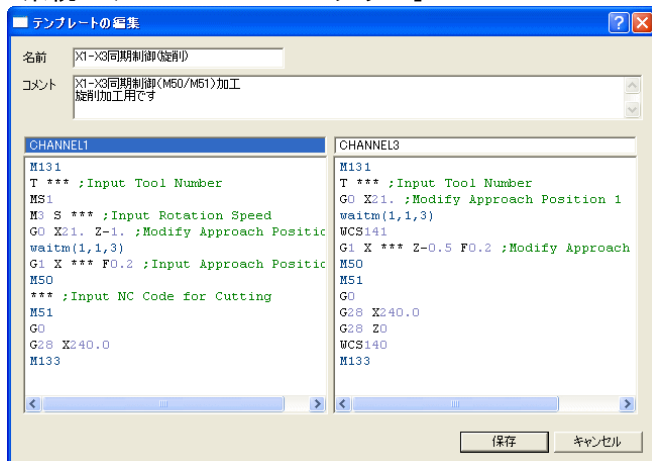 テンプレートの編集
名前 X1-X3同期制御(旋削)
コメント X1-X3同期制御(M50/M51)加工
旋削加工用です
CHANNEL1
M131
T *** ;Input Tool Number
MS1
M3 S *** ;Input Rotation Speed
G0 X21. Z-1. ;Modify Approach Positic
waitm(1,1,3)
G1 X *** F0.2 ;Input Approach Positic
M50
*** ;Input NC Code for Cutting
M51
G0
G28 X240.0
M133
CHANNEL3
M131
T *** ;Input Tool Number
G0 X21. ;Modify Approach Position 1
waitm(1,1,3)
WCS141
G1 X *** Z-0.5 F0.2 ;Modify Approach
M50
M51
G0
G28 X240.0
G28 Z0
WCS140
M133
保存 キャンセル